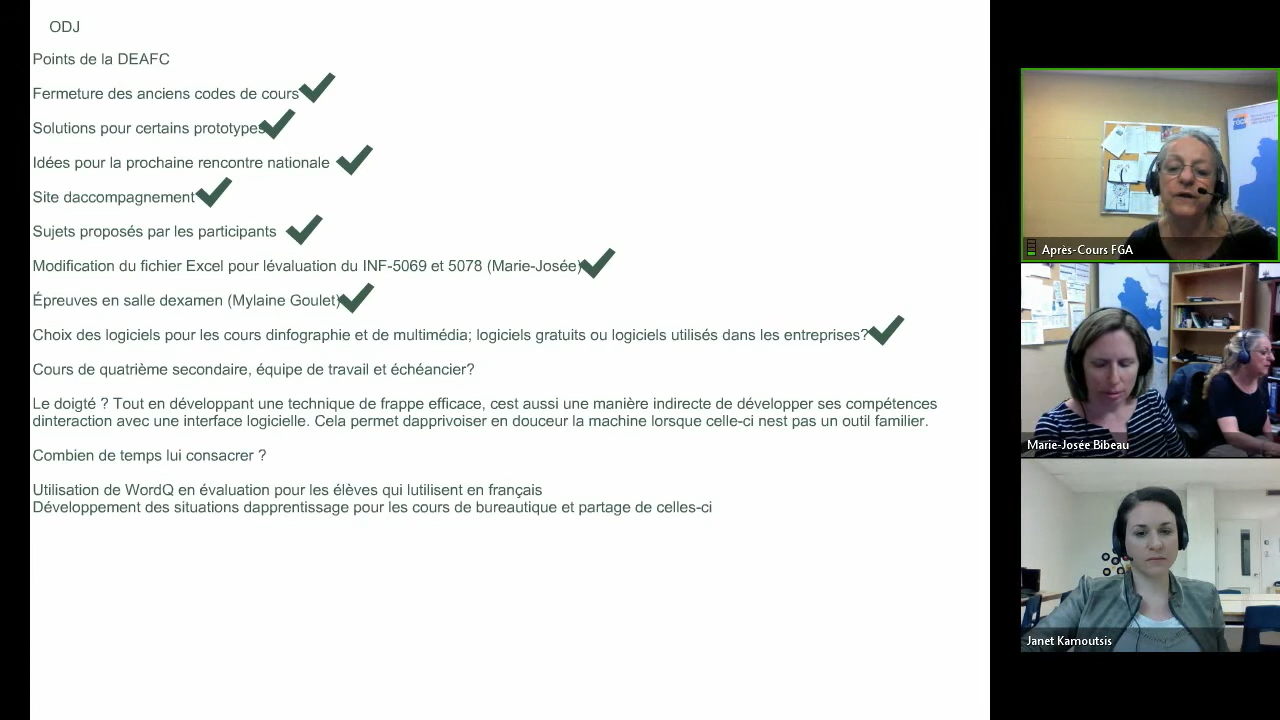 ODJ
Points de la DEAFC
Fermeture des anciens codes de cours
Solutions pour certains prototypes
Idées pour la prochaine rencontre nationale
Site daccompagnement
Sujets proposés par les participants
Modification du fichier Excel pour lévaluation du INF-5069 et 5078 (Marie-Josée)
Épreuves en salle dexamen (Mylaine Goulet)
Choix des logiciels pour les cours dinfographie et de multimédia; logiciels gratuits ou logiciels utilisés dans les entreprises?
Cours de quatrième secondaire, équipe de travail et échéancier?
Le doigté ? Tout en développant une technique de frappe efficace, cest aussi une manière indirecte de développer ses compétences
dinteraction avec une interface logicielle. Cela permet dapprivoiser en douceur la machine lorsque celle-ci nest pas un outil familier.
Combien de temps lui consacrer ?
Utilisation de WordQ en évaluation pour les élèves qui lutilisent en français
Développement des situations dapprentissage pour les cours de bureautique et partage de celles-ci
Après-Cours FGA
Marie-Josée Bibeau
Janet Kamoutsis